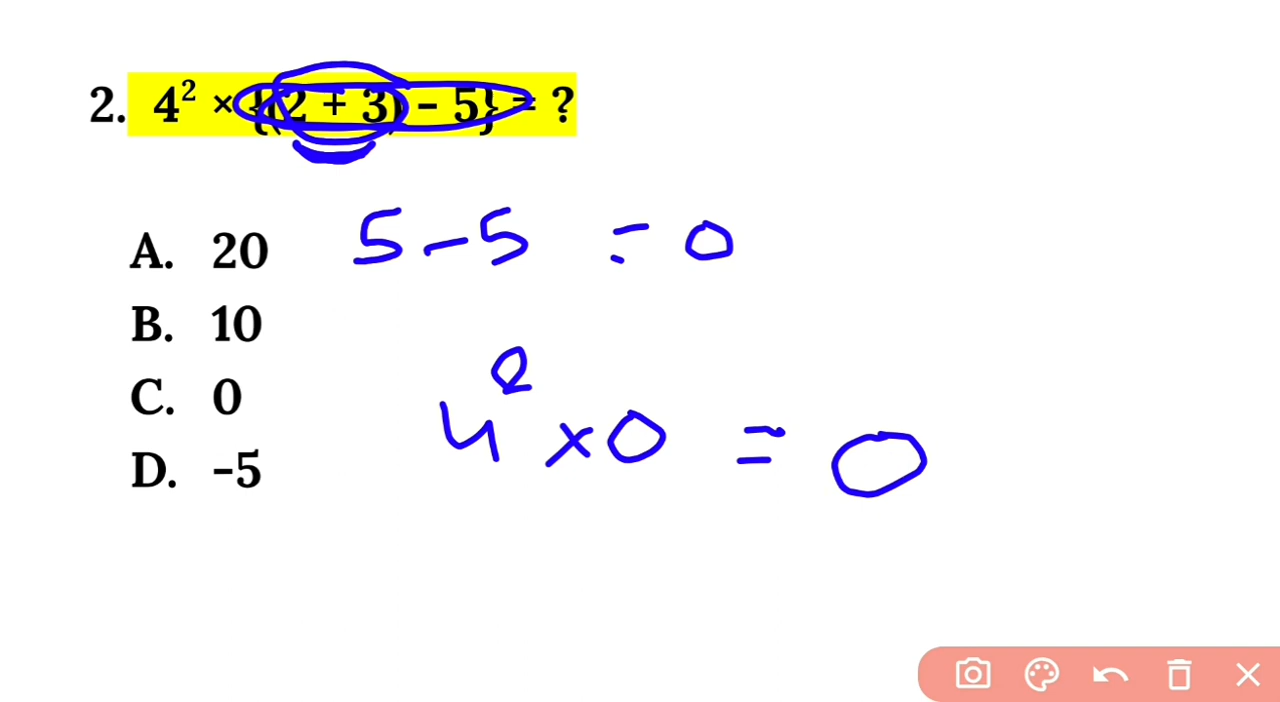 2. 4² × {(2 + 3) - 5} = ?
A. 20
5 - 5 = 0
B. 10
C. 0
4² × 0 = 0
D. -5